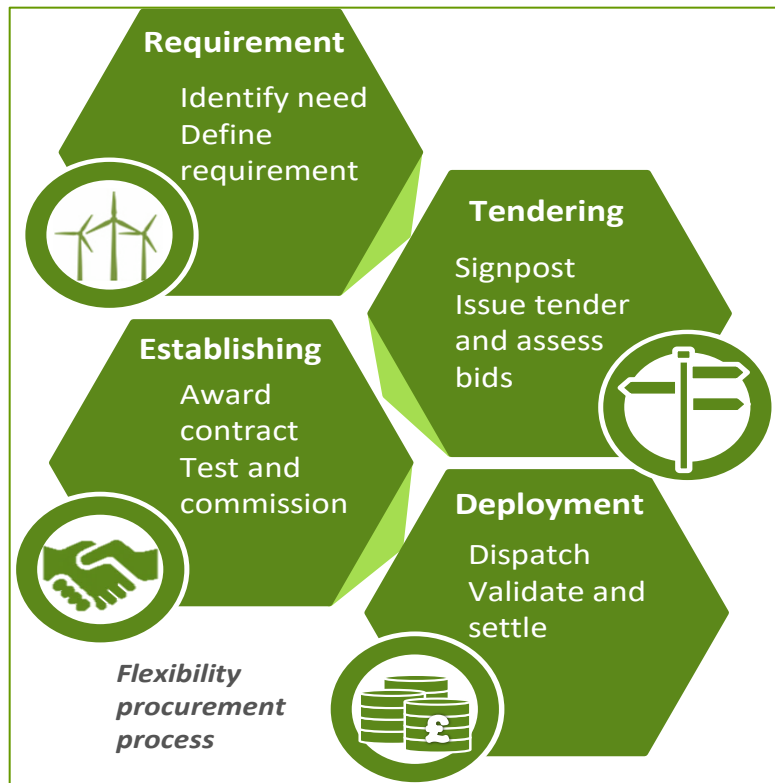 Requirement
Identify need
Define
requirement
Tendering
Signpost
Issue tender
and assess
bids
Establishing
Award
contract
Test and
commission
Deployment
Dispatch
Validate and
settle
£
Flexibility
procurement
process